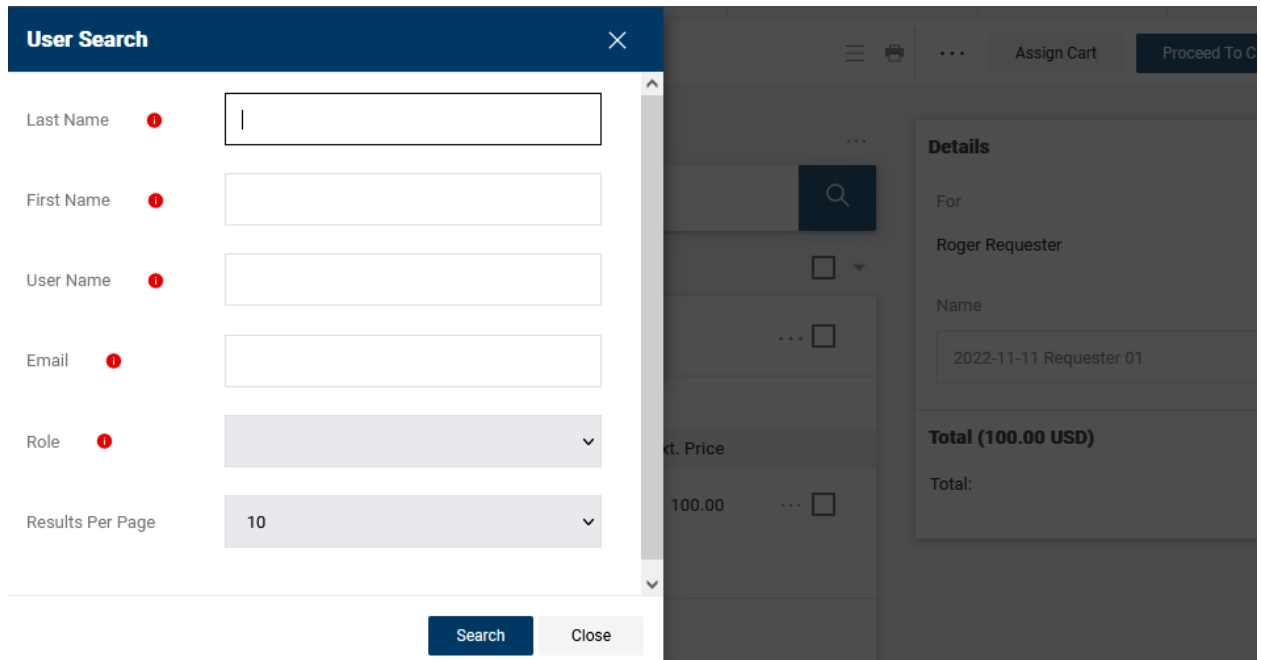 User Search
Last Name
First Name
User Name
Email
Role
Results Per Page
10
Search
Close
Assign Cart
Proceed To C
Details
For
Roger Requester
Name
2022-11-11 Requester 01
Total (100.00 USD)
Total:
xt. Price
100.00